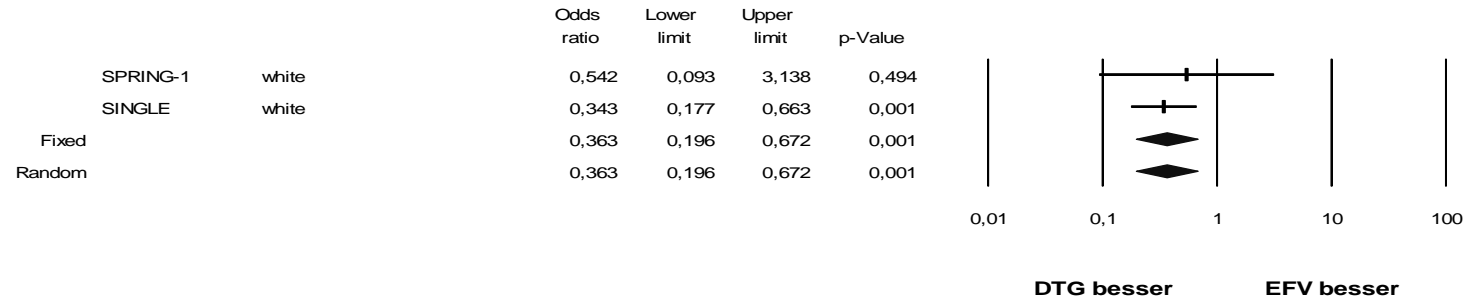 Odds Lower Upper
ratio limit limit p-Value
SPRING-1 white 0,542 0,093 3,138 0,494
SINGLE white 0,343 0,177 0,663 0,001
Fixed 0,363 0,196 0,672 0,001
Random 0,363 0,196 0,672 0,001
0,01 0,1 1 10 100
DTG besser EFV besser